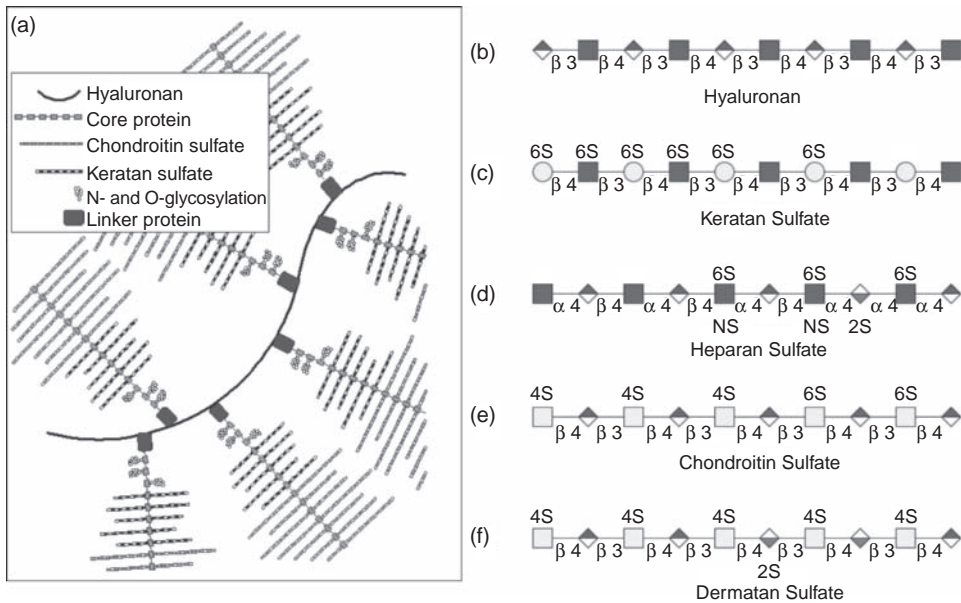 (a)
Hyaluronan
Core protein
Chondroitin sulfate
Keratan sulfate
N- and O-glycosylation
Linker protein
(b)
β 3 β 4 β 3 β 4 β 3 β 4 β 3 β 4 β 3
Hyaluronan
6S 6S 6S 6S 6S 6S
(c)
β 4 β 3 β 4 β 3 β 4 β 3 β 4 β 3 β 4
Keratan Sulfate
6S 6S 6S
(d)
α 4 β 4 α 4 β 4 α 4 β 4 α 4 α 4 β 4
NS NS 2S
Heparan Sulfate
4S 4S 4S 6S 6S
(e)
β 4 β 3 β 4 β 3 β 4 β 3 β 4 β 3 β 4
Chondroitin Sulfate
4S 4S 4S 4S 4S
(f)
β 4 β 3 β 4 β 3 β 4 β 3 β 4 β 3 β 4
2S
Dermatan Sulfate